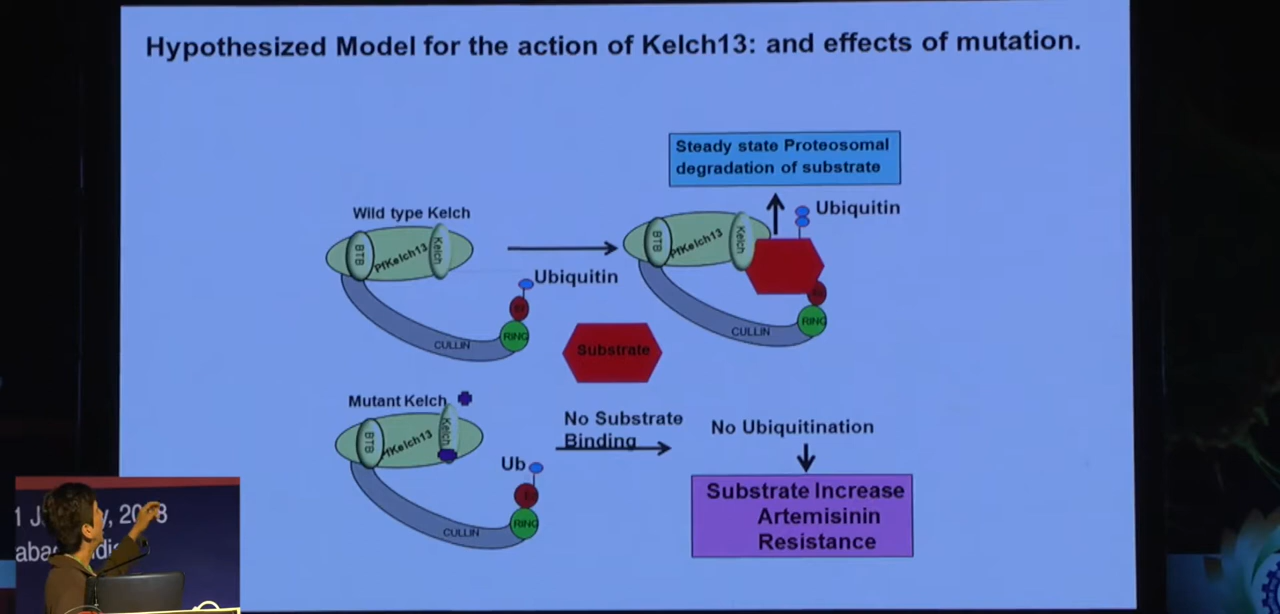 Hypothesized Model for the action of Kelch13: and effects of mutation.
Steady state Proteosomal
degradation of substrate
Wild type Kelch
Ubiquitin
BTB
PfKelch13
Kelch
BTB
PfKelch13
Kelch
Ubiquitin
RING
CULLIN
RING
CULLIN
Substrate
Mutant Kelch
BTB
PfKelch13
Kelch
No Substrate
Binding
No Ubiquitination
Ub
RING
CULLIN
Substrate Increase
Artemisinin
Resistance